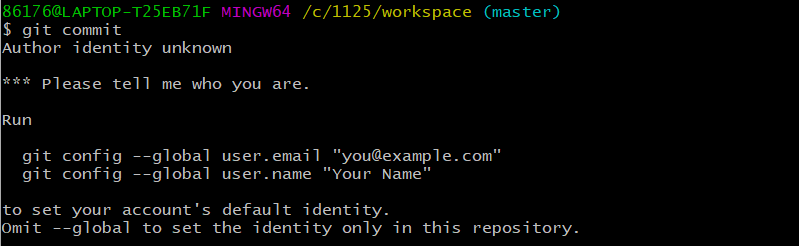 86176@LAPTOP-T25EB71F MINGW64 /c/1125/workspace (master)
$ git commit
Author identity unknown
*** Please tell me who you are.
Run
git config --global user.email "you@example.com"
git config --global user.name "Your Name"
to set your account's default identity.
Omit --global to set the identity only in this repository.